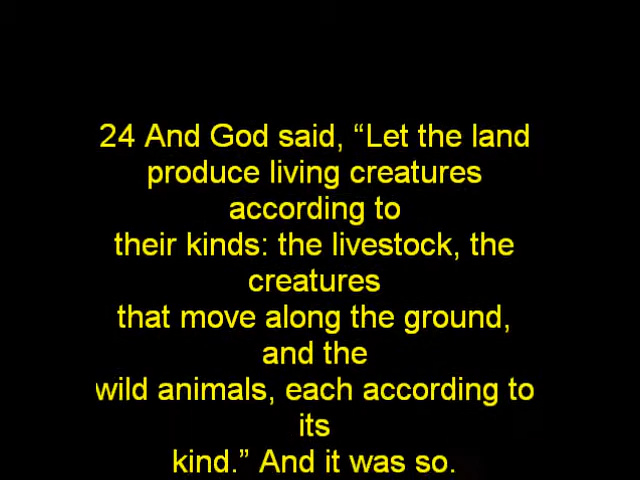 24 And God said, “Let the land
produce living creatures
according to
their kinds: the livestock, the
creatures
that move along the ground,
and the
wild animals, each according to
its
kind.” And it was so.